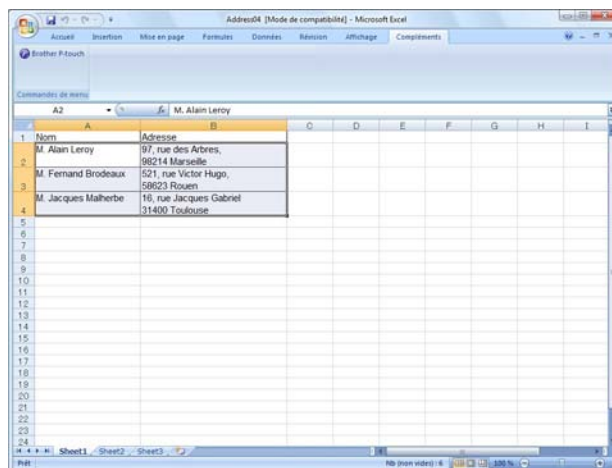 Address04 [Mode de compatibilité] - Microsoft Excel
Accueil Insertion Mise en page Formules Données Révision Affichage Compléments
Brother P-touch
Commandes de menu
A2 fx M. Alain Leroy
A B C D E F G H I
1 Nom Adresse
M. Alain Leroy 97, rue des Arbres,
2 98214 Marseille
M. Fernand Brodeaux 521, rue Victor Hugo,
3 58623 Rouen
M. Jacques Malherbe 16, rue Jacques Gabriel
4 31400 Toulouse
5
6
7
8
9
10
11
12
13
14
15
16
17
18
19
20
21
22
23
24
Sheet1 Sheet2 Sheet3
Prêt Nb (non vides) : 6 100 %